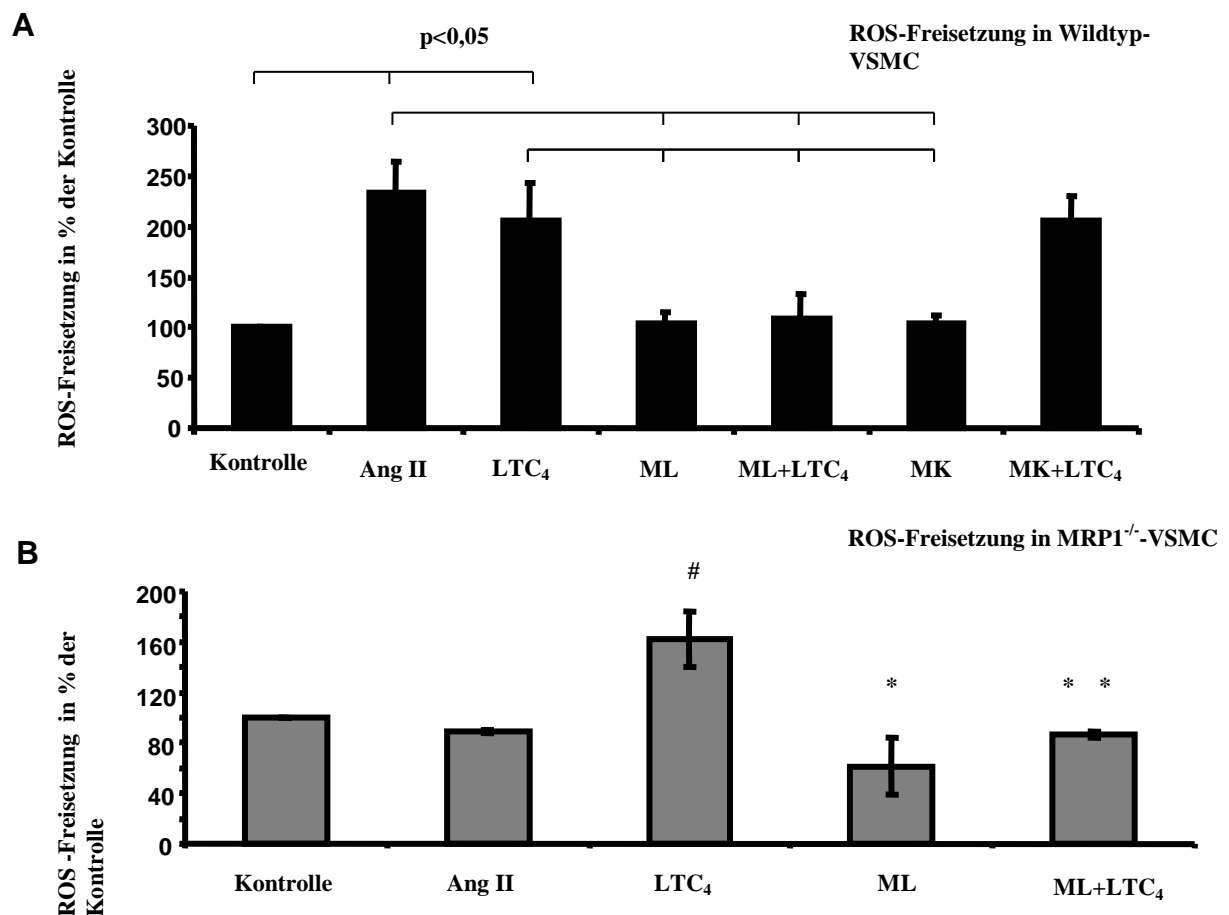 A
p<0,05
ROS-Freisetzung in Wildtyp-
VSMC
ROS-Freisetzung in % der Kontrolle
300
250
200
150
100
50
0
Kontrolle Ang II LTC₄ ML ML+LTC₄ MK MK+LTC₄
B
ROS-Freisetzung in MRP1⁻/⁻-VSMC
ROS -Freisetzung in % der
Kontrolle
200
160
120
80
40
0
#
*
* *
Kontrolle Ang II LTC₄ ML ML+LTC₄